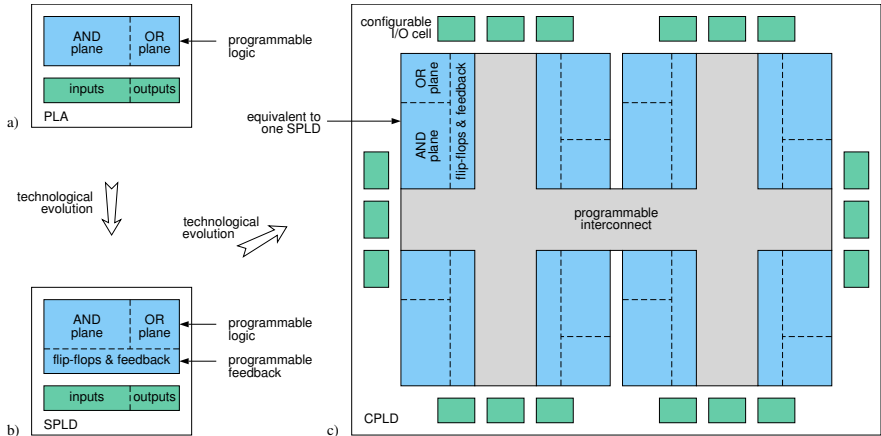 AND
plane
OR
plane
programmable
logic
inputs
outputs
a)
PLA
technological
evolution
technological
evolution
AND
plane
OR
plane
programmable
logic
flip-flops & feedback
programmable
feedback
inputs
outputs
b)
SPLD
configurable
I/O cell
OR
plane
AND
plane
flip-flops & feedback
equivalent to
one SPLD
programmable
interconnect
c)
CPLD